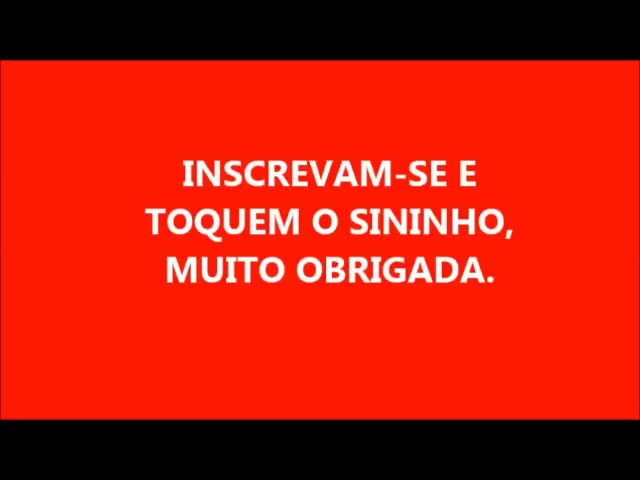 INSCREVAM-SE E
TOQUEM O SININHO,
MUITO OBRIGADA.